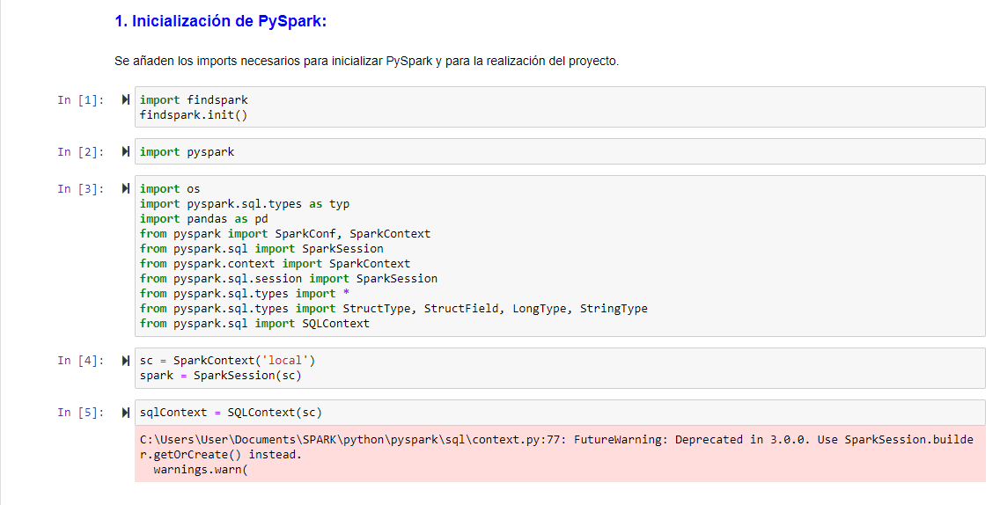 1. Inicialización de PySpark:
Se añaden los imports necesarios para inicializar PySpark y para la realización del proyecto.
In [1]:
import findspark
findspark.init()
In [2]:
import pyspark
In [3]:
import os
import pyspark.sql.types as typ
import pandas as pd
from pyspark import SparkConf, SparkContext
from pyspark.sql import SparkSession
from pyspark.context import SparkContext
from pyspark.sql.session import SparkSession
from pyspark.sql.types import *
from pyspark.sql.types import StructType, StructField, LongType, StringType
from pyspark.sql import SQLContext
In [4]:
sc = SparkContext('local')
spark = SparkSession(sc)
In [5]:
sqlContext = SQLContext(sc)
C:\Users\User\Documents\SPARK\python\pyspark\sql\context.py:77: FutureWarning: Deprecated in 3.0.0. Use SparkSession.builde
r.getOrCreate() instead.
  warnings.warn(